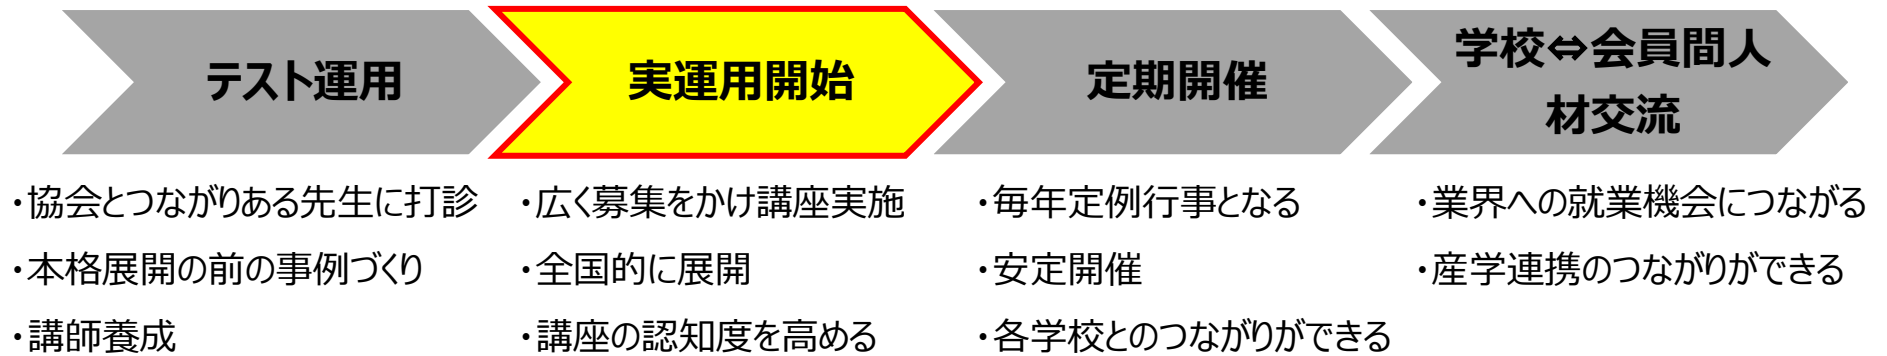 テスト運用
実運用開始
定期開催
学校⇔会員間人
材交流
・協会とつながりある先生に打診
・本格展開の前の事例づくり
・講師養成
・広く募集をかけ講座実施
・全国的に展開
・講座の認知度を高める
・毎年定例行事となる
・安定開催
・各学校とのつながりができる
・業界への就業機会につながる
・産学連携のつながりができる